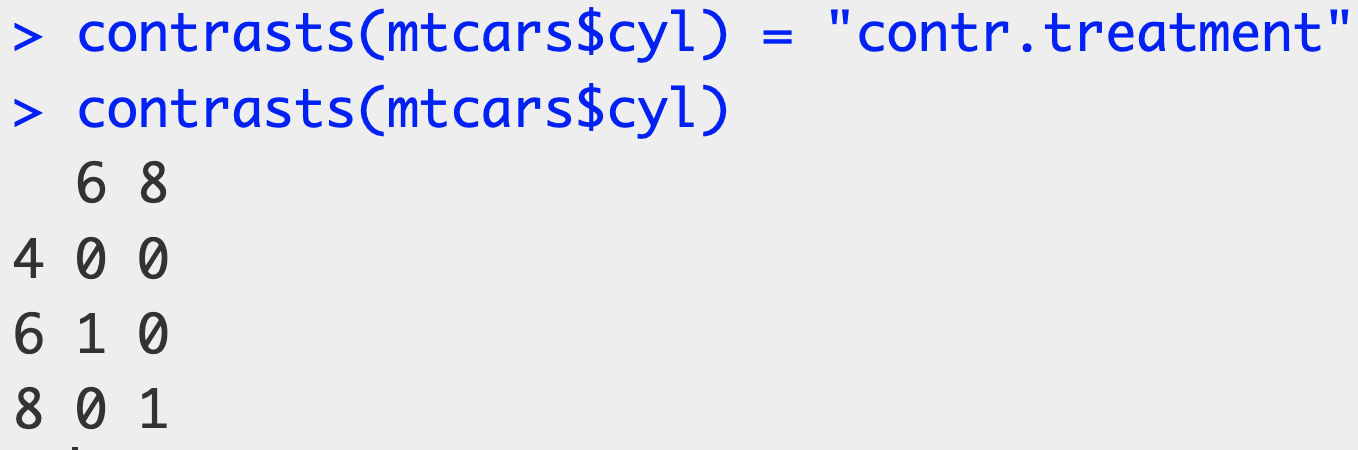 > contrasts(mtcars$cyl) = "contr.treatment"
> contrasts(mtcars$cyl)
  6 8
4 0 0
6 1 0
8 0 1